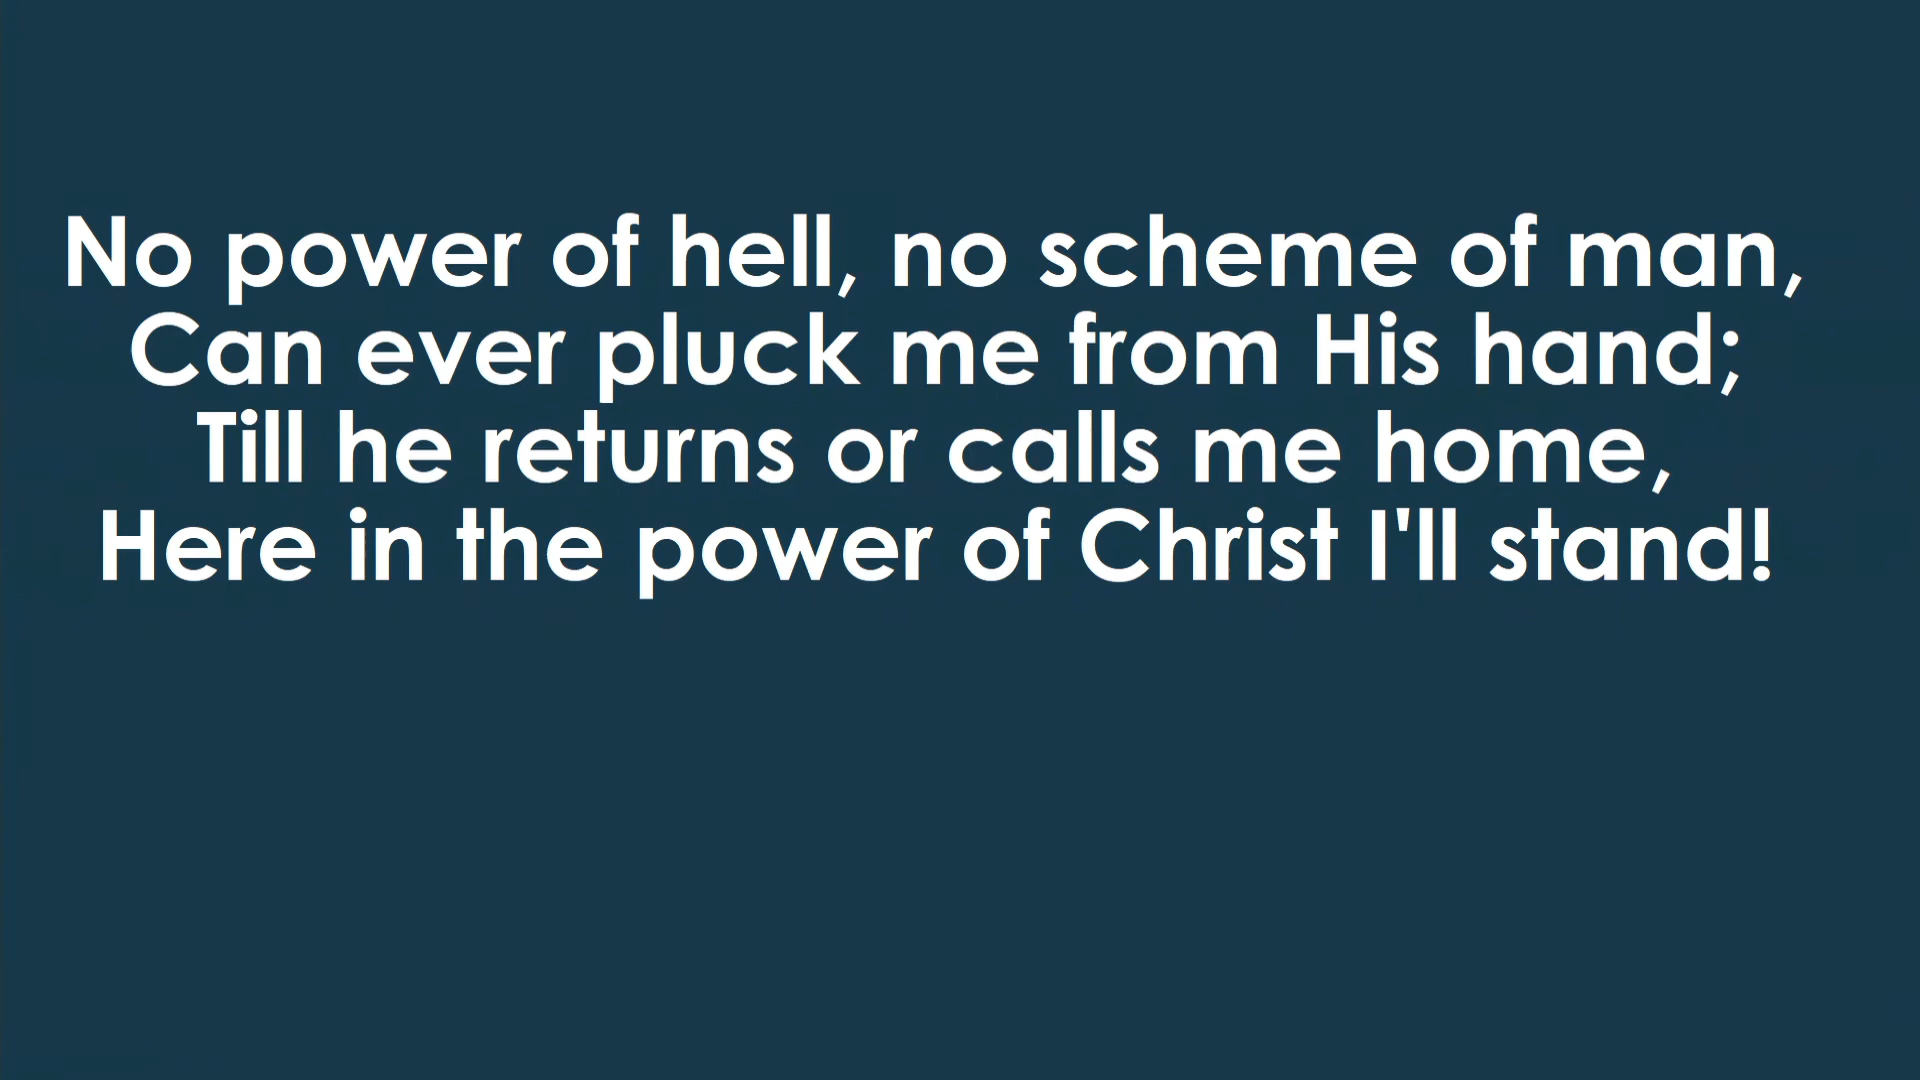 No power of hell, no scheme of man,
Can ever pluck me from His hand;
Till he returns or calls me home,
Here in the power of Christ I'll stand!